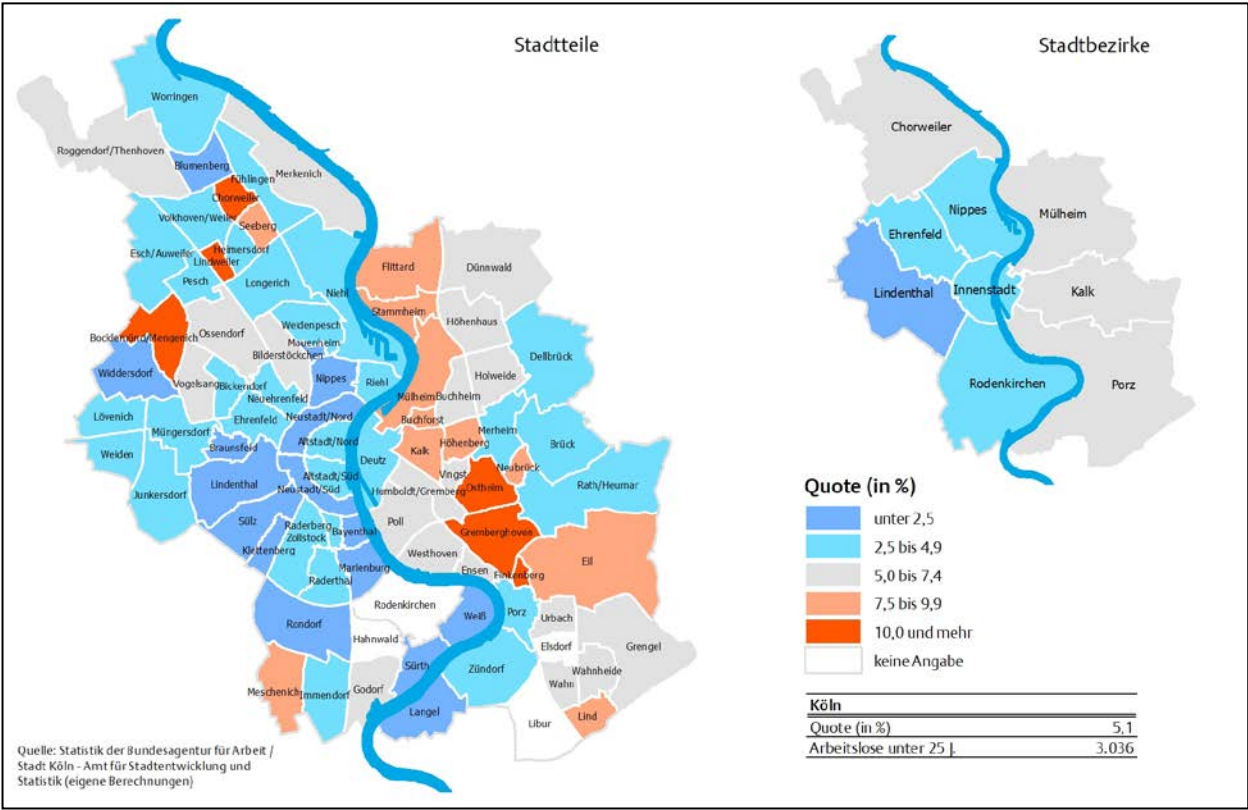 Stadtteile
Worringen
Roggendorf/Thenhoven
Blumenberg
Fühlingen
Merkenich
Chorweiler
Volkhoven/Weiler
Seeberg
Esch/Auweiler
Heimersdorf
Lindweiler
Pesch
Longerich
Niehl
Flittard
Dünnwald
Stammheim
Höhenhaus
Bocklemünd/Mengenich
Ossendorf
Weidenpesch
Mauenheim
Bilderstöckchen
Dellbrück
Widdersdorf
Vogelsang
Bickendorf
Nippes
Riehl
Holweide
Neuehrenfeld
Mülheim
Buchheim
Lövenich
Müngersdorf
Ehrenfeld
Neustadt/Nord
Buchforst
Altstadt/Nord
Merheim
Höhenberg
Brück
Weiden
Braunsfeld
Kalk
Deutz
Neubrück
Vingst
Junkersdorf
Lindenthal
Altstadt/Süd
Neustadt/Süd
Humboldt/Gremberg
Ostheim
Rath/Heumar
Sülz
Raderberg
Zollstock
Bayenthal
Poll
Gremberghoven
Klettenberg
Westhoven
Eil
Marienburg
Raderthal
Ensen
Finkenberg
Rodenkirchen
Weiß
Porz
Urbach
Rondorf
Hahnwald
Elsdorf
Grengel
Sürth
Zündorf
Wahnheide
Wahn
Meschenich
Immendorf
Godorf
Langel
Libur
Lind
Quelle: Statistik der Bundesagentur für Arbeit /
Stadt Köln - Amt für Stadtentwicklung und
Statistik (eigene Berechnungen)
Stadtbezirke
Chorweiler
Nippes
Mülheim
Ehrenfeld
Lindenthal
Innenstadt
Kalk
Rodenkirchen
Porz
Quote (in %)
unter 2,5
2,5 bis 4,9
5,0 bis 7,4
7,5 bis 9,9
10,0 und mehr
keine Angabe
Köln
Quote (in %) 5,1
Arbeitslose unter 25 J. 3.036